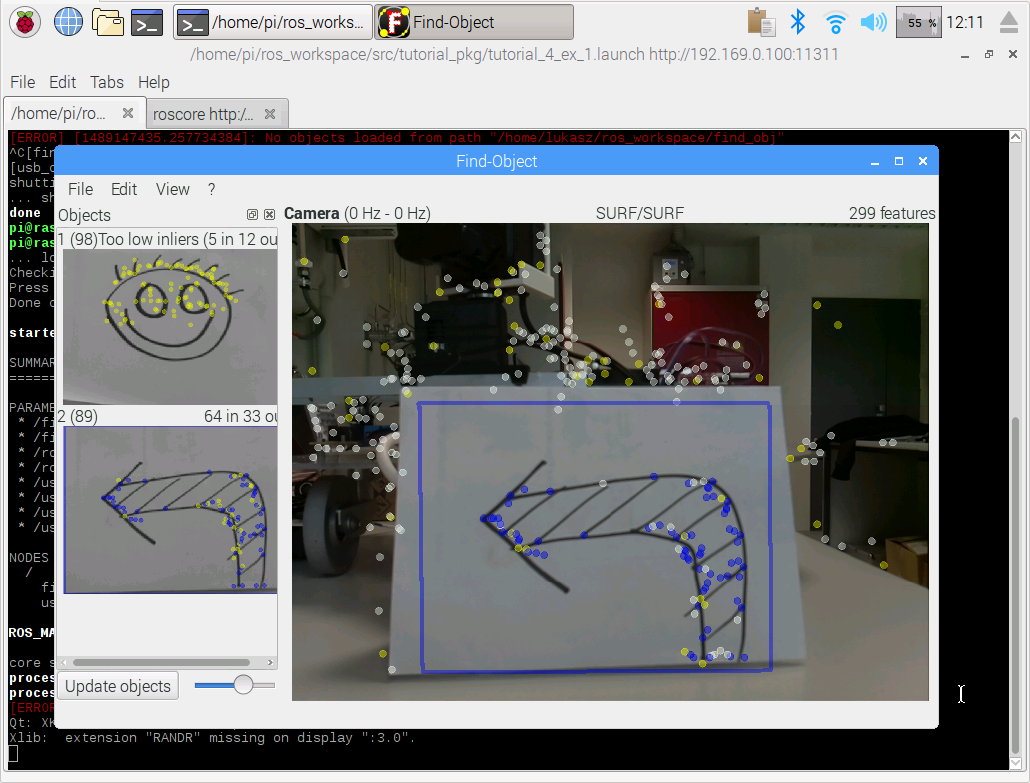 /home/pi/ros_works...
Find-Object
55 %
12:11
/home/pi/ros_workspace/src/tutorial_pkg/tutorial_4_ex_1.launch http://192.169.0.100:11311
File Edit Tabs Help
/home/pi/ro...
roscore http:/...
[ERROR] [1489147435.257734384]: No objects loaded from path "/home/lukasz/ros_workspace/find_obj"
^C[fin
[usb_c
shutti
... sh
done
pi@ras
pi@ras
... lo
Checki
Press
Done c
starte
SUMMAR
======
PARAME
* /fi
* /fi
* /ro
* /ro
* /us
* /us
* /us
* /us
NODES
/
fi
us
ROS_MA
core s
proces
proces
[ERROR
Qt: XK
Xlib: extension "RANDR" missing on display ":3.0".
Find-Object
File Edit View ?
Objects
Camera (0 Hz - 0 Hz)
SURF/SURF
299 features
1 (98)Too low inliers (5 in 12 ou
2 (89)
64 in 33 ou
Update objects